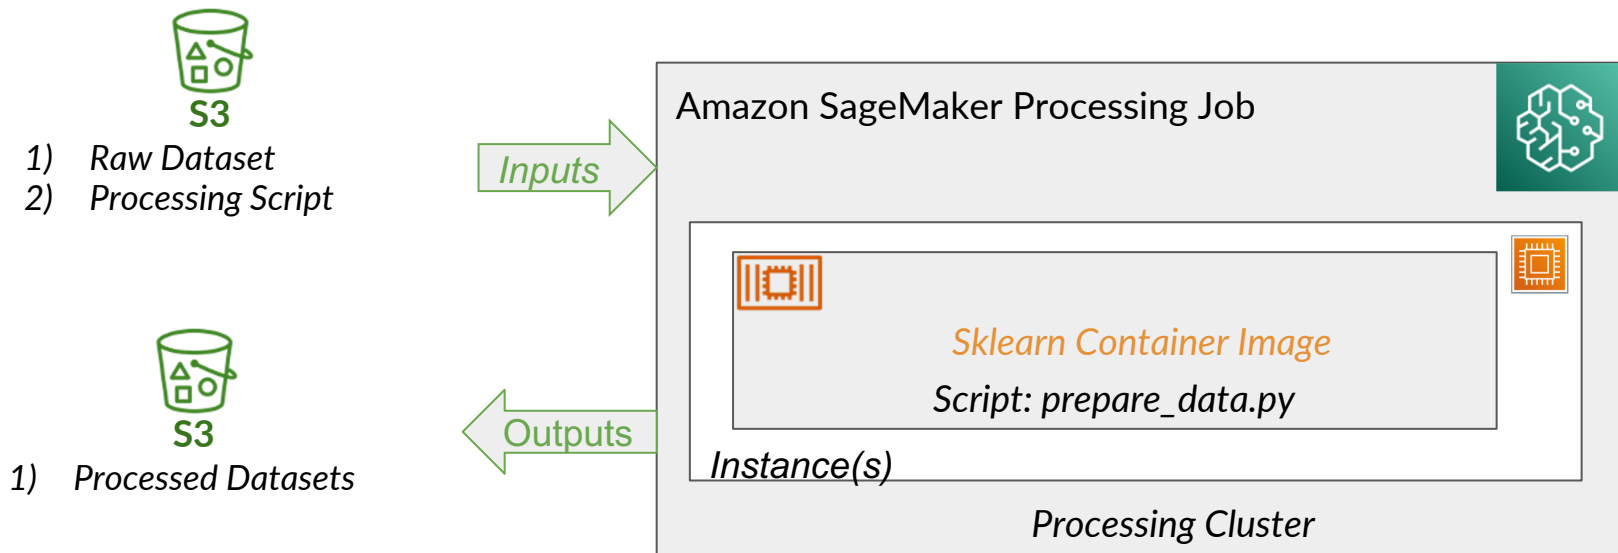 S3
1) Raw Dataset
2) Processing Script
Inputs
Amazon SageMaker Processing Job
Sklearn Container Image
Script: prepare_data.py
Instance(s)
Processing Cluster
Outputs
S3
1) Processed Datasets